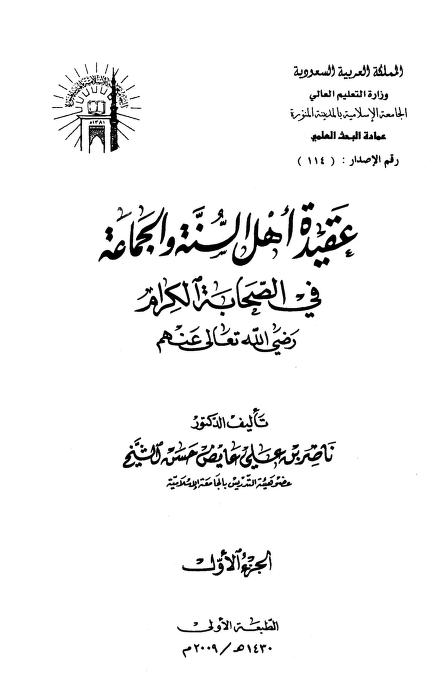 المملكة العربية السعودية
وزارة التعليم العالي
الجامعة الإسلامية بالمدينة المنورة
عمادة البحث العلمي
رقم الإصدار : ( ١١٤ )
١٣٨١هـ
عقيدة أهل السنة والجماعة
في الصحابة الكرام
رضي الله تعالى عنهم
تأليف الدكتور
ناصر بن علي عايض حسن الشيخ
عضو هيئة التدريس بالجامعة الإسلامية
الجزء الأول
الطبعة الأولى
١٤٣٠هـ / ٢٠٠٩م